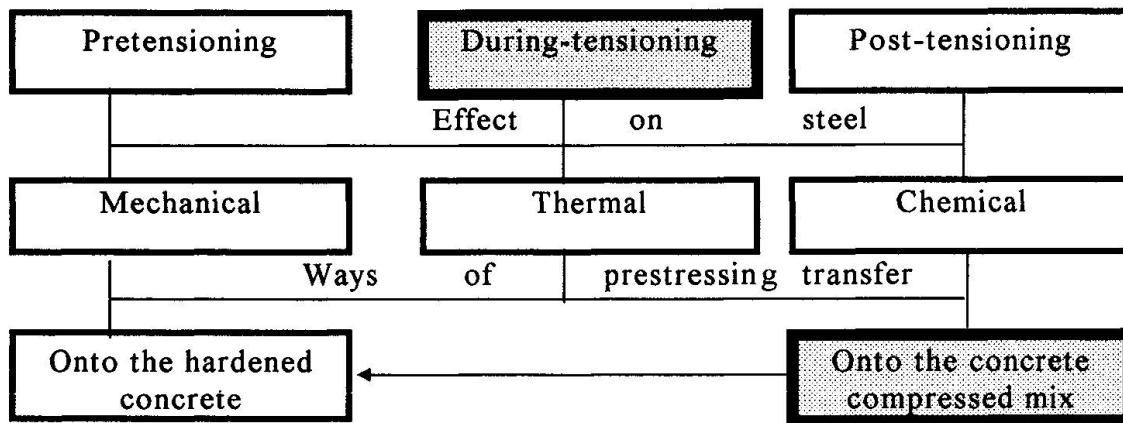 Pretensioning
During-tensioning
Post-tensioning
Effect on steel
Mechanical
Thermal
Chemical
Ways of prestressing transfer
Onto the hardened
concrete
Onto the concrete
compressed mix